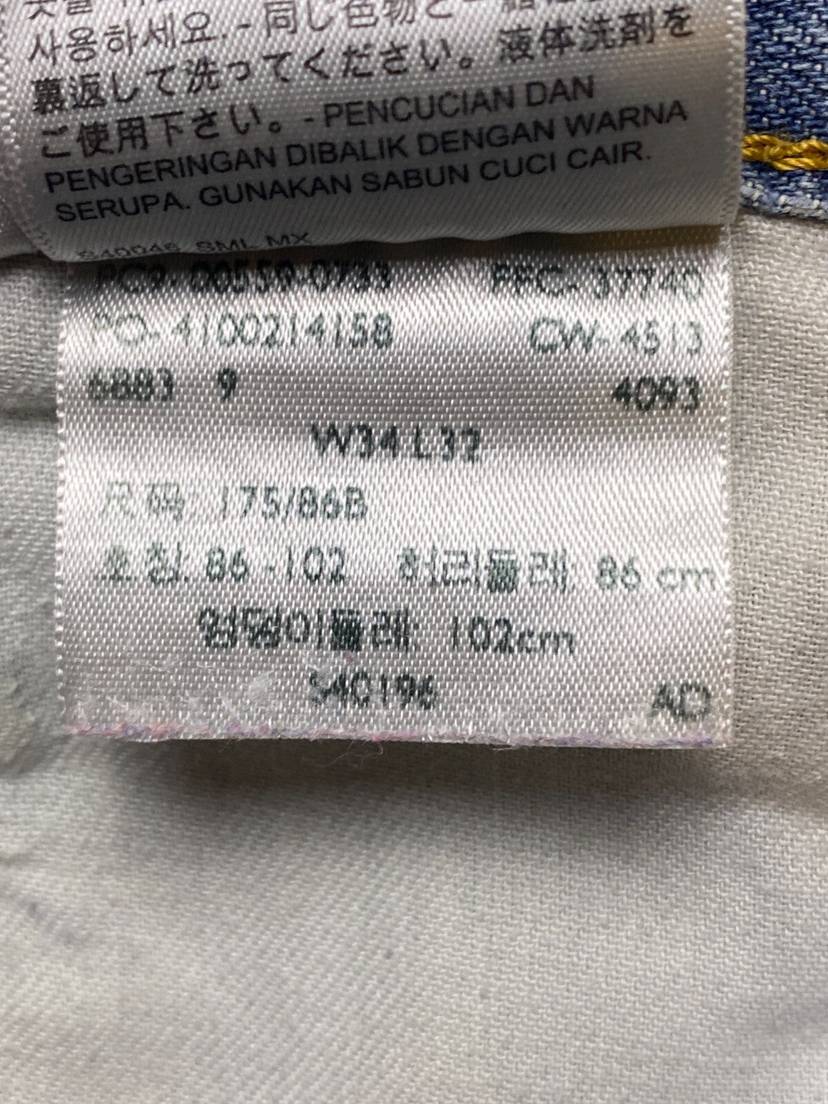 사용하세요. - 同じ色物と一緒に
裏返して洗ってください。液体洗剤を
ご使用下さい。- PENCUCIAN DAN
PENGERINGAN DIBALIK DENGAN WARNA
SERUPA. GUNAKAN SABUN CUCI CAIR.
S40046 SML MX
PC9: 00559-0733 PFC- 37740
PO- 4100214158 CW- 4513
6883 9 4093
W34 L32
尺码: 175/86B
호칭: 86 -102 허리둘레: 86 cm
엉덩이둘레: 102cm
S40196 AD